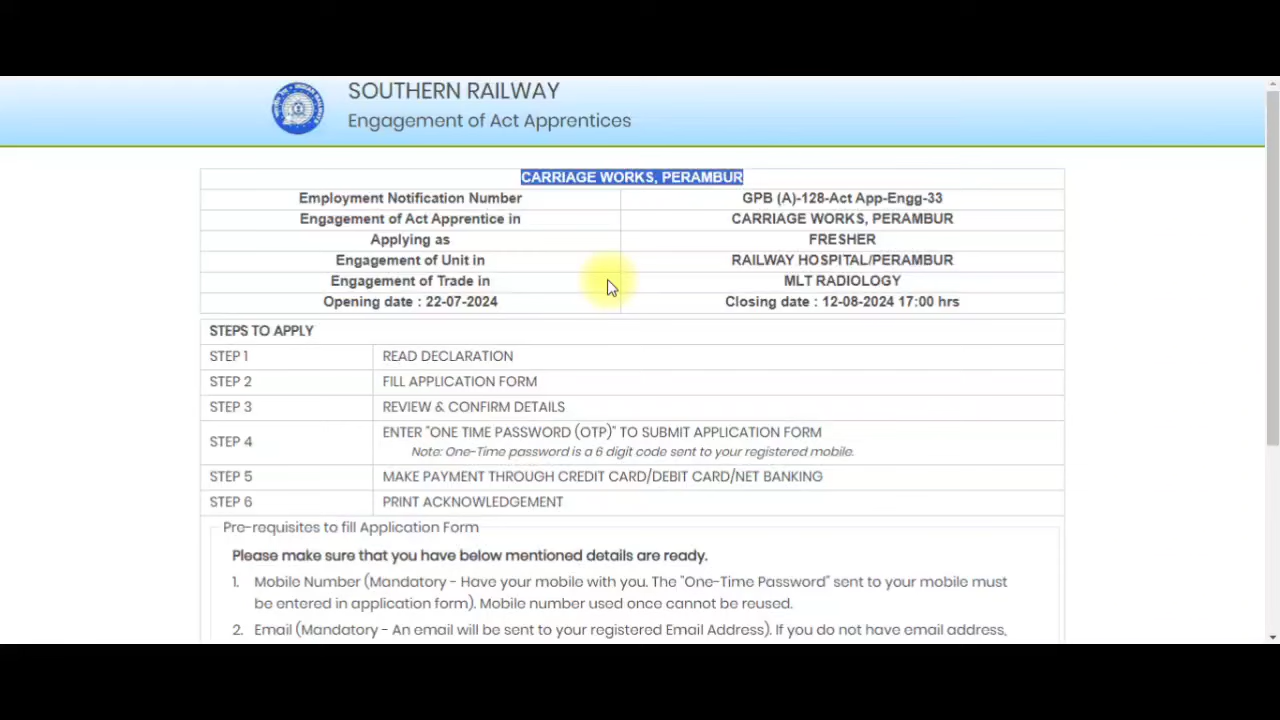 SOUTHERN RAILWAY
Engagement of Act Apprentices
CARRIAGE WORKS, PERAMBUR
Employment Notification Number GPB (A)-128-Act App-Engg-33
Engagement of Act Apprentice in CARRIAGE WORKS, PERAMBUR
Applying as FRESHER
Engagement of Unit in RAILWAY HOSPITAL/PERAMBUR
Engagement of Trade in MLT RADIOLOGY
Opening date : 22-07-2024 Closing date : 12-08-2024 17:00 hrs
STEPS TO APPLY
STEP 1 READ DECLARATION
STEP 2 FILL APPLICATION FORM
STEP 3 REVIEW & CONFIRM DETAILS
STEP 4 ENTER "ONE TIME PASSWORD (OTP)" TO SUBMIT APPLICATION FORM
Note: One-Time password is a 6 digit code sent to your registered mobile.
STEP 5 MAKE PAYMENT THROUGH CREDIT CARD/DEBIT CARD/NET BANKING
STEP 6 PRINT ACKNOWLEDGEMENT
Pre-requisites to fill Application Form
Please make sure that you have below mentioned details are ready.
1. Mobile Number (Mandatory - Have your mobile with you. The "One-Time Password" sent to your mobile must
be entered in application form). Mobile number used once cannot be reused.
2. Email (Mandatory - An email will be sent to your registered Email Address). If you do not have email address,